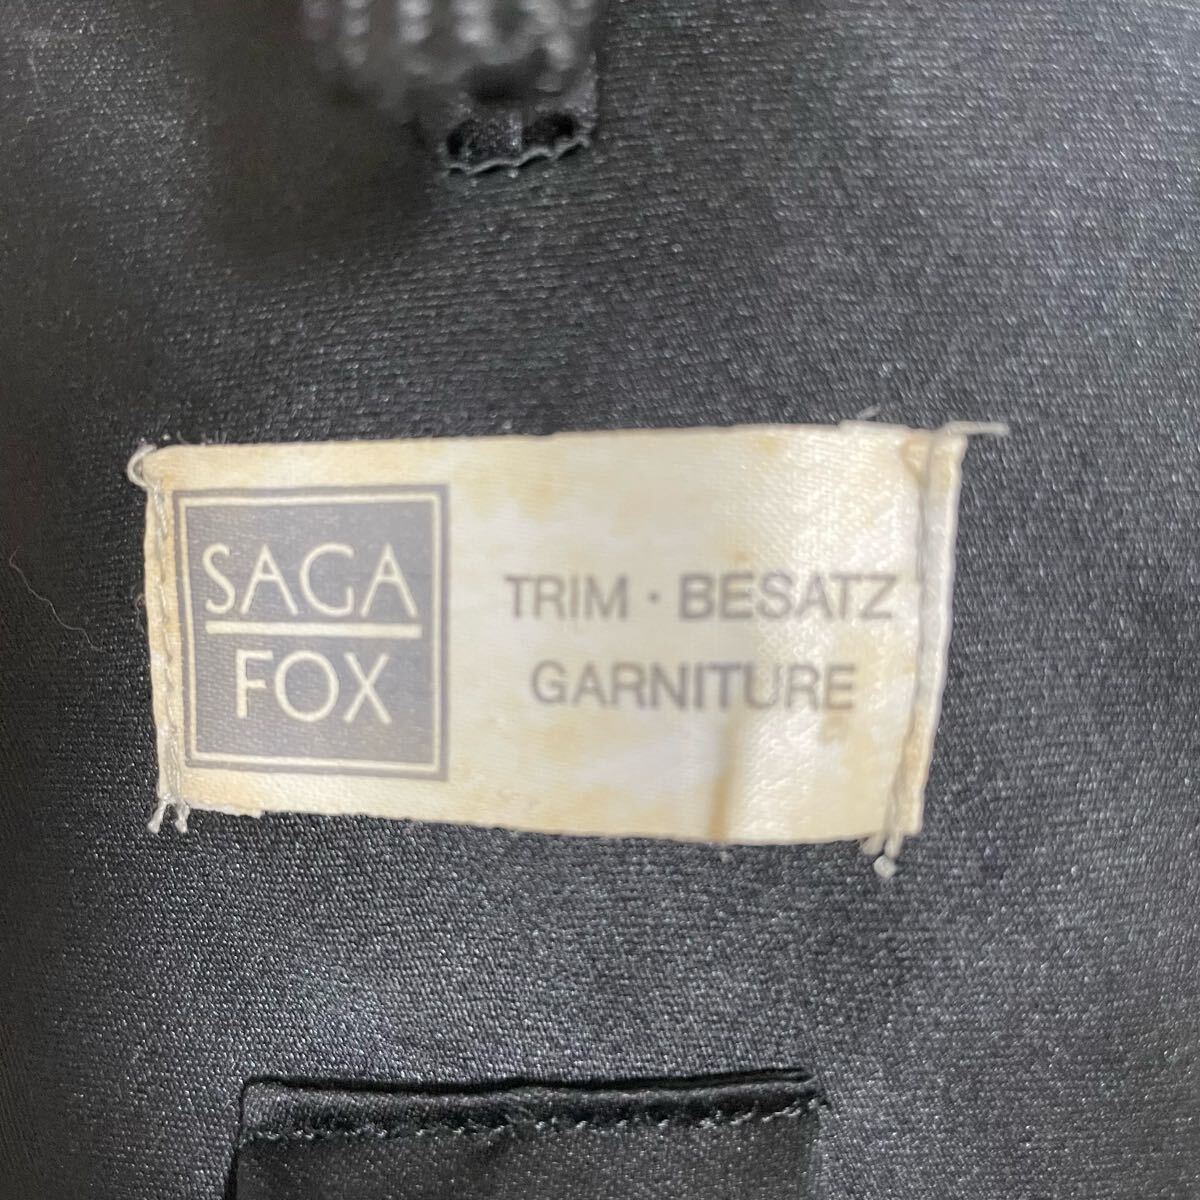 SAGA
FOX
TRIM · BESATZ
GARNITURE